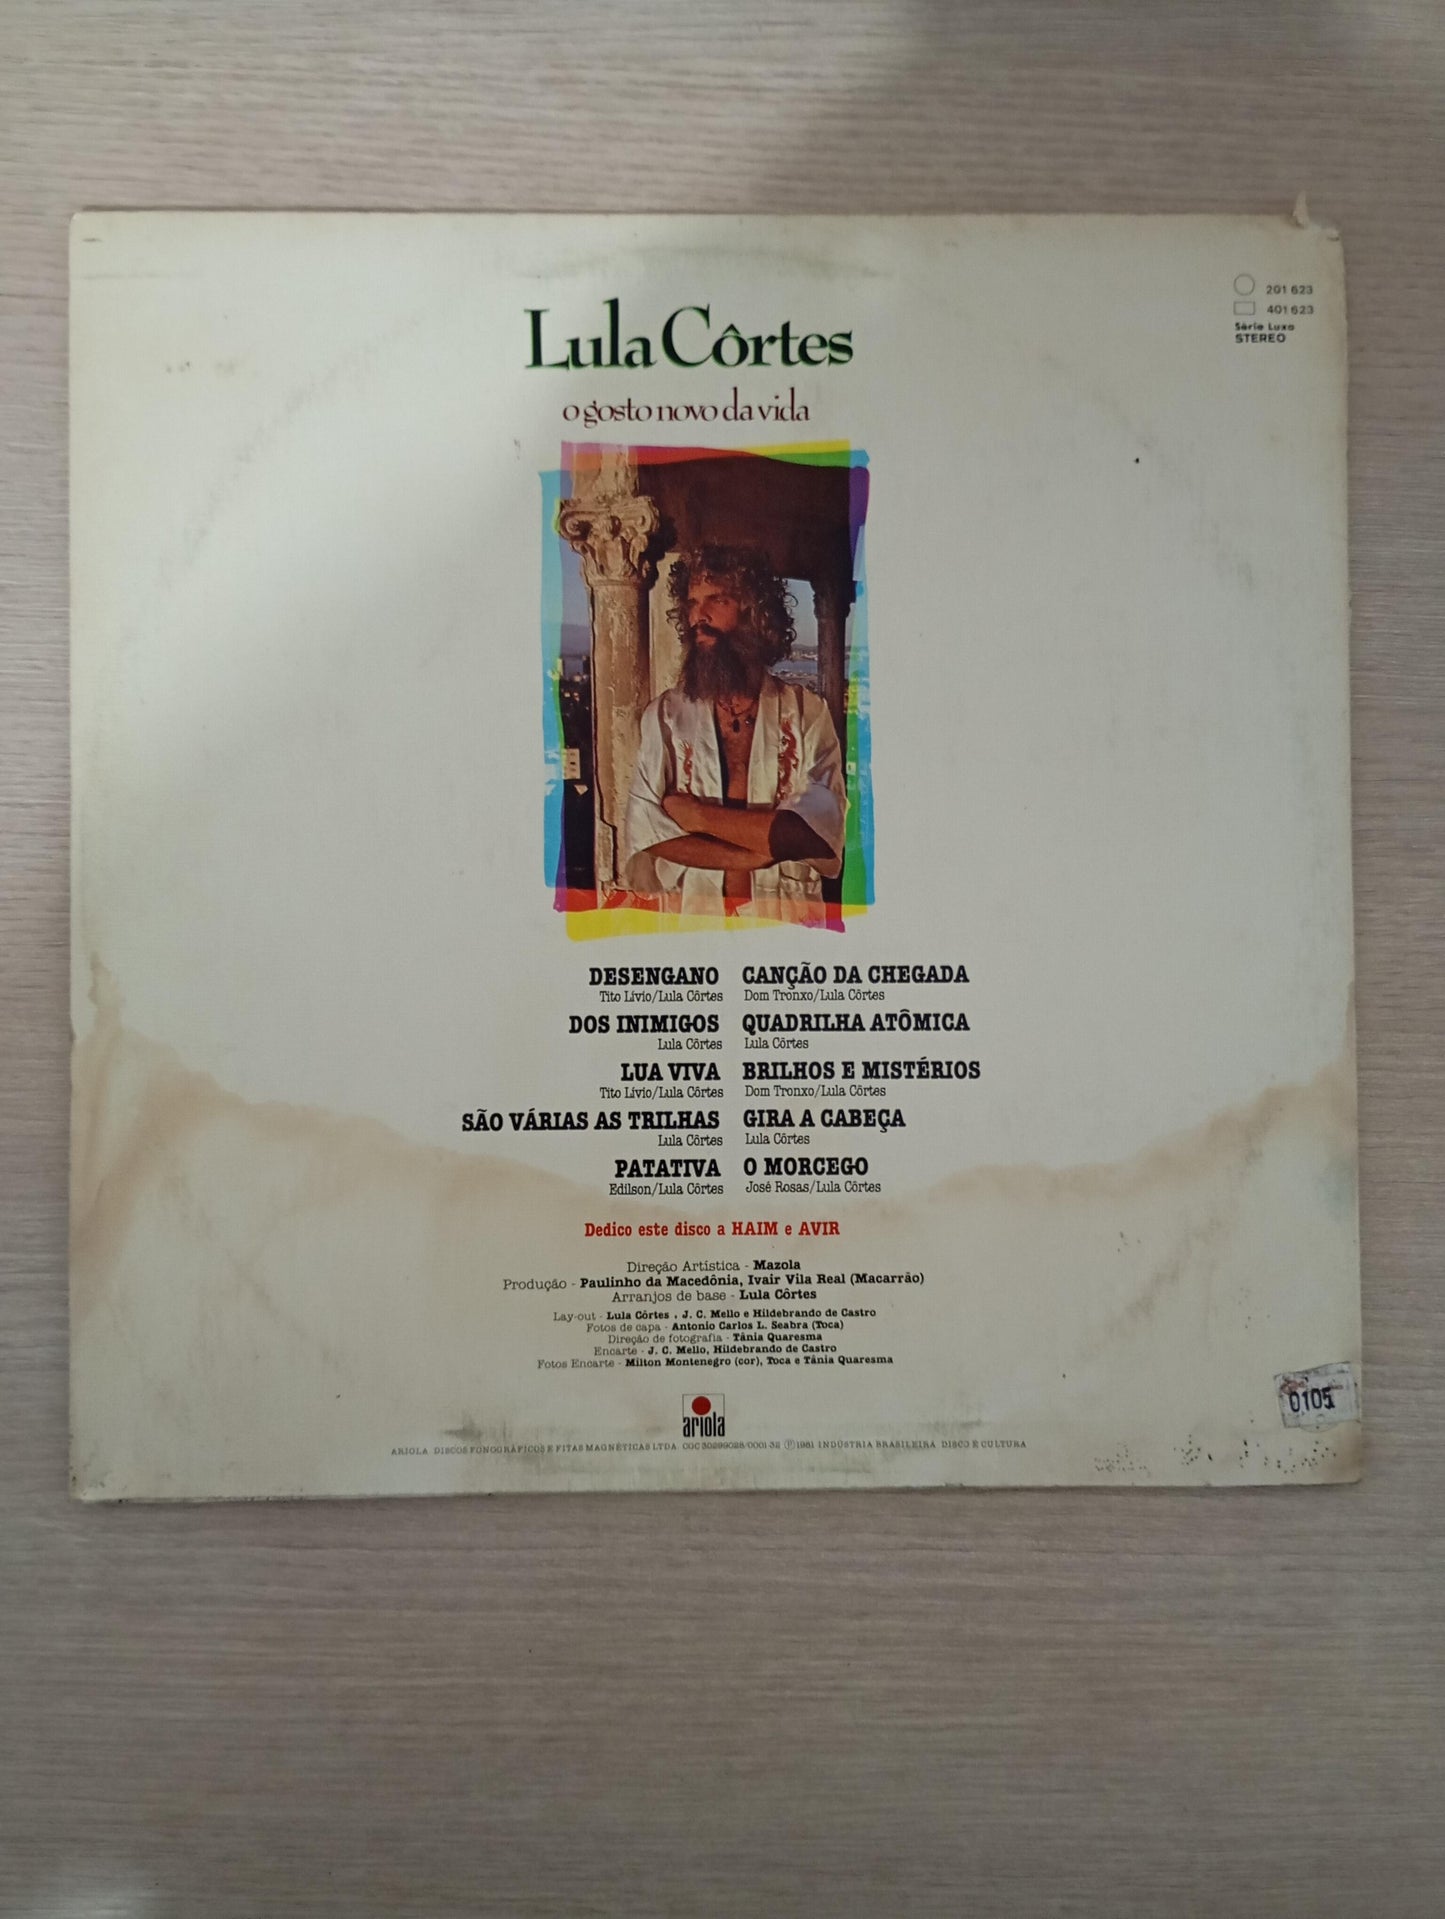 201 623
401 623
Série Luxo
STEREO
Lula Côrtes
o gosto novo da vida
DESENGANO
Tito Lívio/Lula Côrtes
DOS INIMIGOS
Lula Côrtes
LUA VIVA
Tito Lívio/Lula Côrtes
SÃO VÁRIAS AS TRILHAS
Lula Côrtes
PATATIVA
Edilson/Lula Côrtes
CANÇÃO DA CHEGADA
Dom Tronxo/Lula Côrtes
QUADRILHA ATÔMICA
Lula Côrtes
BRILHOS E MISTÉRIOS
Dom Tronxo/Lula Côrtes
GIRA A CABEÇA
Lula Côrtes
O MORCEGO
José Rosas/Lula Côrtes
Dedico este disco a HAIM e AVIR
Direção Artística - Mazola
Produção - Paulinho da Macedônia, Ivair Vila Real (Macarrão)
Arranjos de base - Lula Côrtes
Lay-out - Lula Côrtes, J. C. Mello e Hildebrando de Castro
Fotos de capa - Antonio Carlos L. Seabra (Toca)
Direção de fotografia - Tânia Quaresma
Encarte - J. C. Mello, Hildebrando de Castro
Fotos Encarte - Milton Montenegro (cor), Toca e Tânia Quaresma
0105
ariola
ARIOLA DISCOS FONOGRÁFICOS E FITAS MAGNÉTICAS LTDA CGC 30299028/0001-32 Ⓟ 1981 INDÚSTRIA BRASILEIRA DISCO É CULTURA